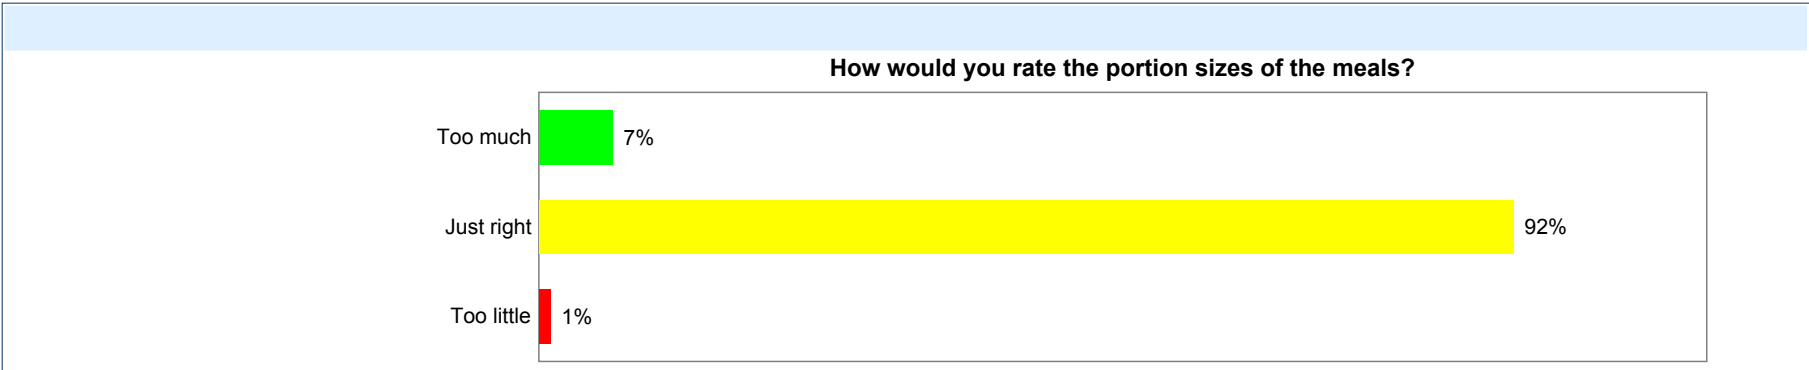 How would you rate the portion sizes of the meals?
Too much 7%
Just right 92%
Too little 1%